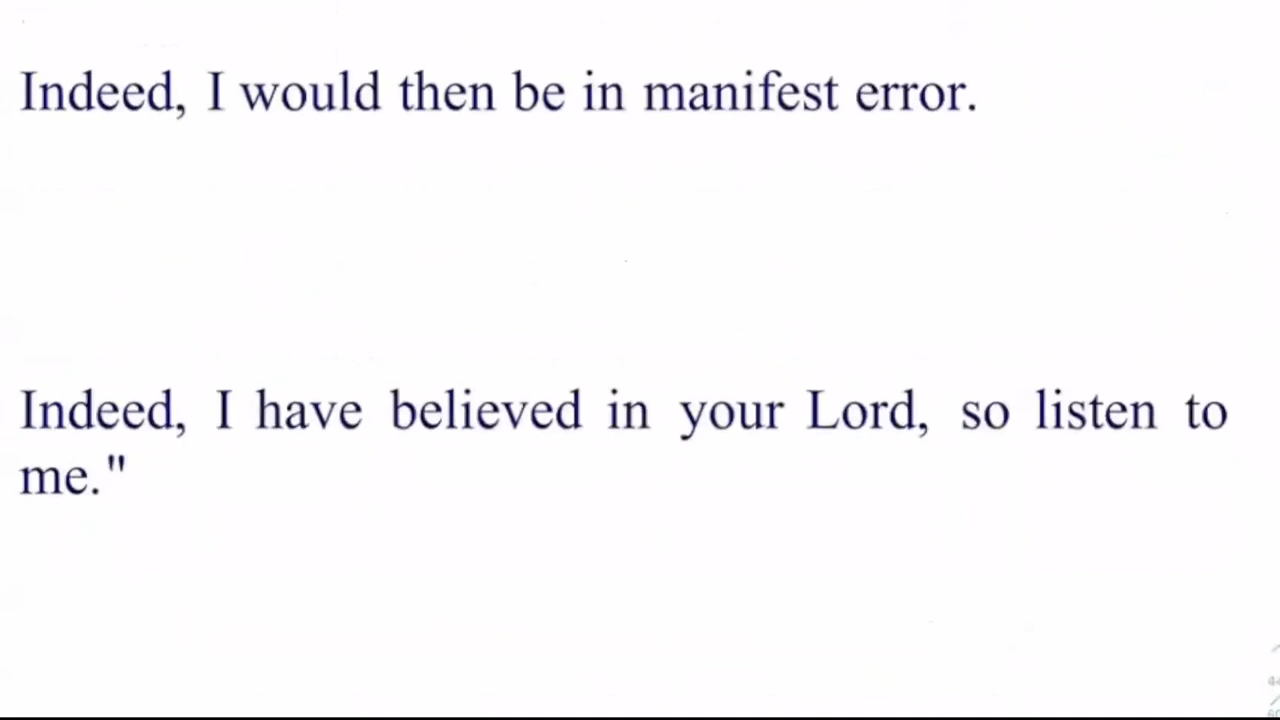 Indeed, I would then be in manifest error.
Indeed, I have believed in your Lord, so listen to
me."